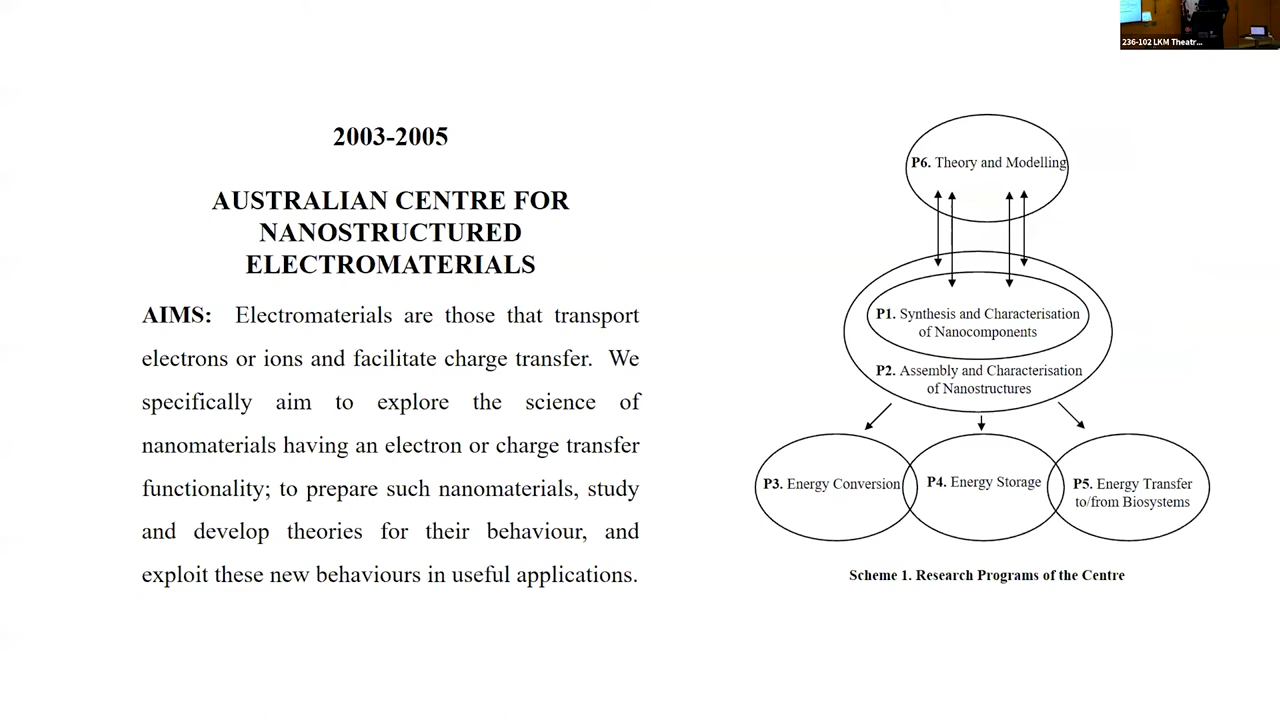 236-102 LKM Theatr...
2003-2005
AUSTRALIAN CENTRE FOR
NANOSTRUCTURED
ELECTROMATERIALS
AIMS: Electromaterials are those that transport
electrons or ions and facilitate charge transfer. We
specifically aim to explore the science of
nanomaterials having an electron or charge transfer
functionality; to prepare such nanomaterials, study
and develop theories for their behaviour, and
exploit these new behaviours in useful applications.
P6. Theory and Modelling
P1. Synthesis and Characterisation
of Nanocomponents
P2. Assembly and Characterisation
of Nanostructures
P3. Energy Conversion
P4. Energy Storage
P5. Energy Transfer
to/from Biosystems
Scheme 1. Research Programs of the Centre